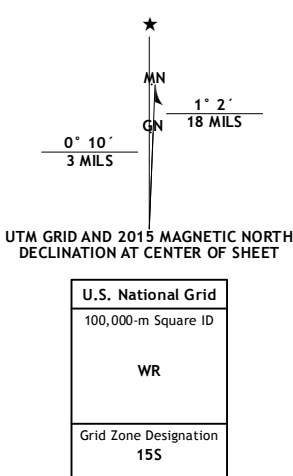 ★
MN
1° 2´
18 MILS
GN
0° 10´
3 MILS
UTM GRID AND 2015 MAGNETIC NORTH
DECLINATION AT CENTER OF SHEET
U.S. National Grid
100,000-m Square ID
WR
Grid Zone Designation
15S